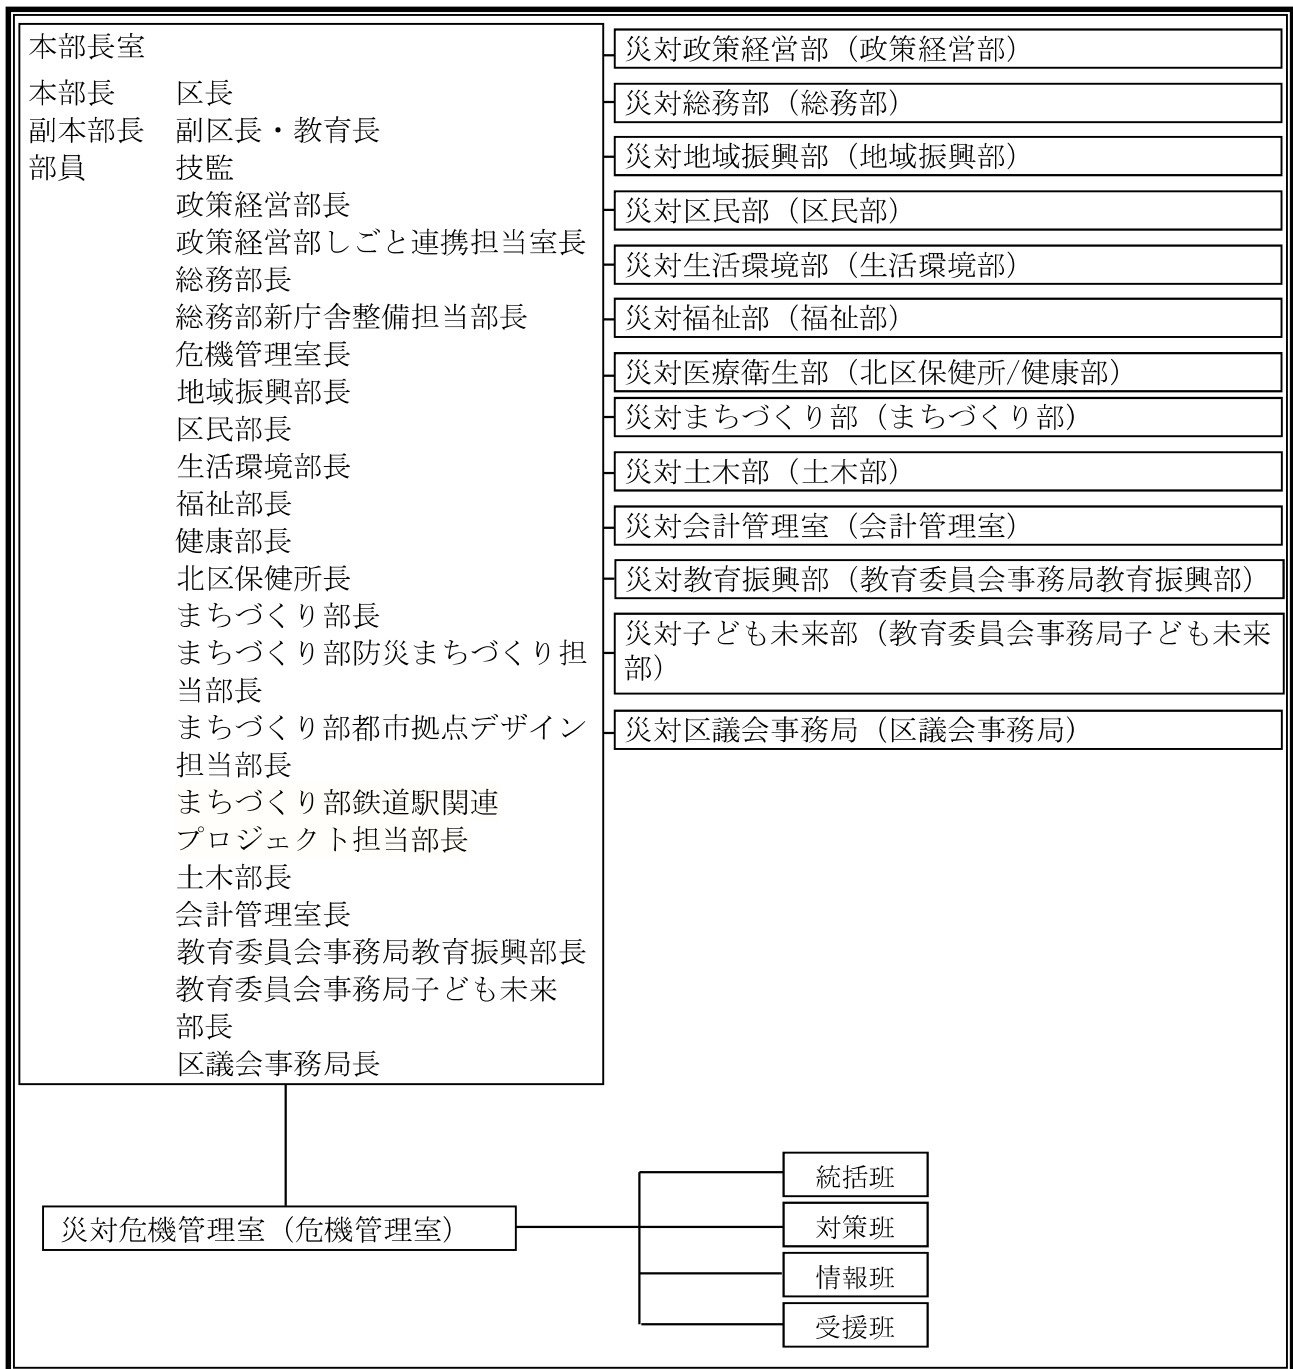 本部長室
本部長 区長
副本部長 副区長・教育長
部員 技監
政策経営部長
政策経営部しごと連携担当室長
総務部長
総務部新庁舎整備担当部長
危機管理室長
地域振興部長
区民部長
生活環境部長
福祉部長
健康部長
北区保健所長
まちづくり部長
まちづくり部防災まちづくり担
当部長
まちづくり部都市拠点デザイン
担当部長
まちづくり部鉄道駅関連
プロジェクト担当部長
土木部長
会計管理室長
教育委員会事務局教育振興部長
教育委員会事務局子ども未来
部長
区議会事務局長
災対政策経営部（政策経営部）
災対総務部（総務部）
災対地域振興部（地域振興部）
災対区民部（区民部）
災対生活環境部（生活環境部）
災対福祉部（福祉部）
災対医療衛生部（北区保健所/健康部）
災対まちづくり部（まちづくり部）
災対土木部（土木部）
災対会計管理室（会計管理室）
災対教育振興部（教育委員会事務局教育振興部）
災対子ども未来部（教育委員会事務局子ども未来
部）
災対区議会事務局（区議会事務局）
災対危機管理室（危機管理室）
統括班
対策班
情報班
受援班